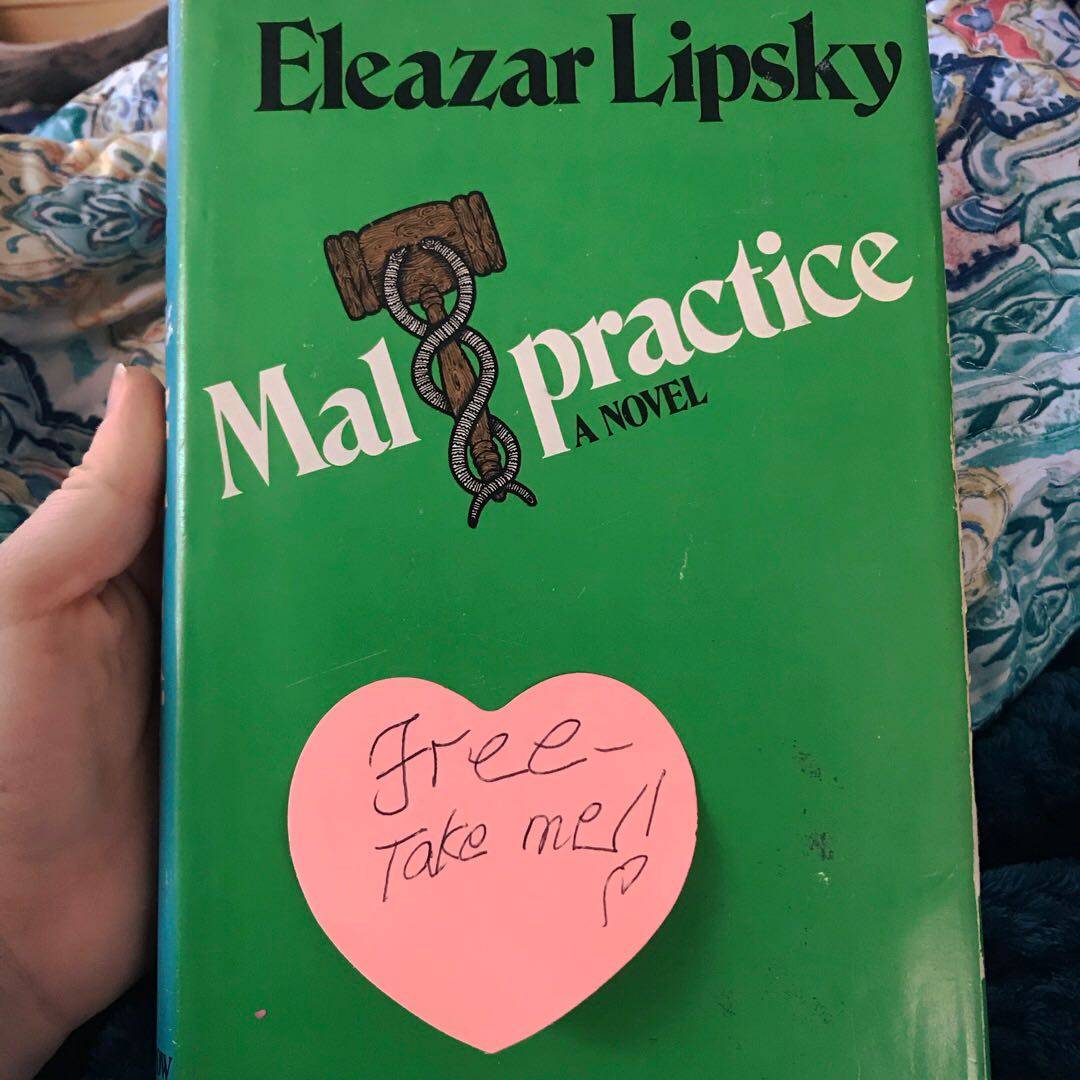 Eleazar Lipsky
Malpractice
A NOVEL
Free-
Take me!!